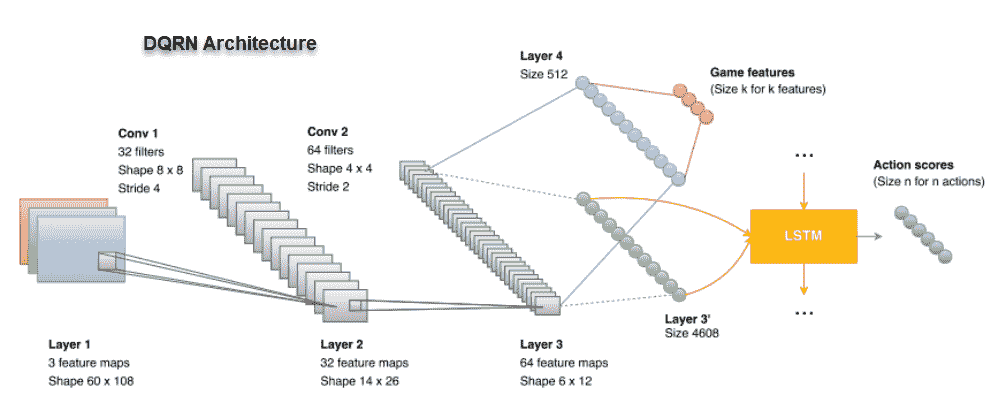 DQRN Architecture
Layer 4
Size 512
Game features
(Size k for k features)
Conv 1
32 filters
Shape 8 x 8
Stride 4
Conv 2
64 filters
Shape 4 x 4
Stride 2
...
Action scores
(Size n for n actions)
LSTM
...
Layer 3'
Size 4608
Layer 1
3 feature maps
Shape 60 x 108
Layer 2
32 feature maps
Shape 14 x 26
Layer 3
64 feature maps
Shape 6 x 12